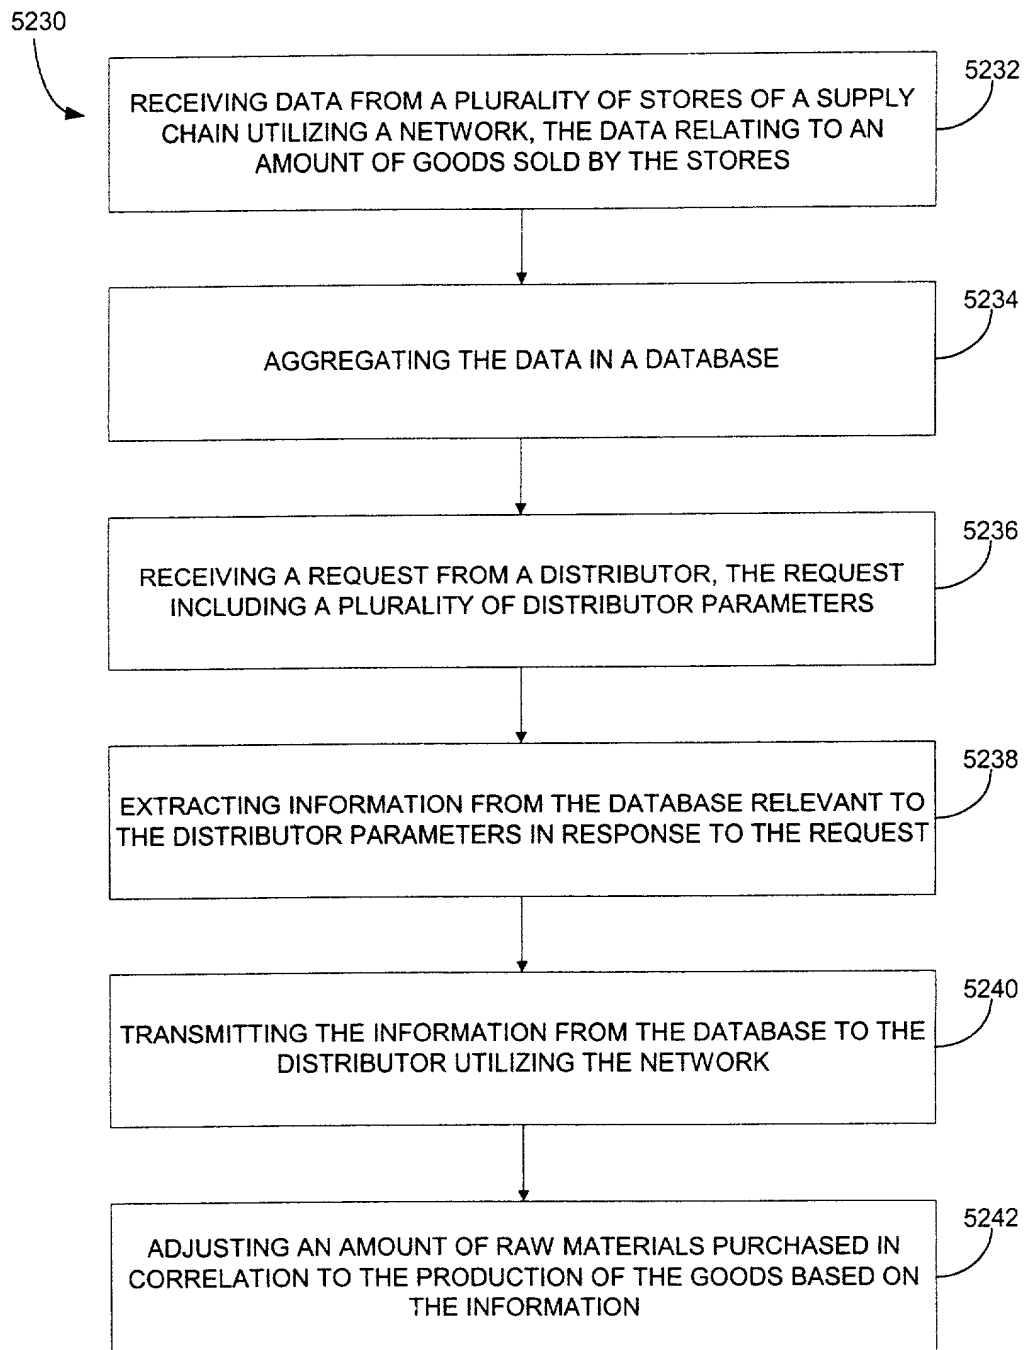 5230
5232
RECEIVING DATA FROM A PLURALITY OF STORES OF A SUPPLY
CHAIN UTILIZING A NETWORK, THE DATA RELATING TO AN
AMOUNT OF GOODS SOLD BY THE STORES
5234
AGGREGATING THE DATA IN A DATABASE
5236
RECEIVING A REQUEST FROM A DISTRIBUTOR, THE REQUEST
INCLUDING A PLURALITY OF DISTRIBUTOR PARAMETERS
5238
EXTRACTING INFORMATION FROM THE DATABASE RELEVANT TO
THE DISTRIBUTOR PARAMETERS IN RESPONSE TO THE REQUEST
5240
TRANSMITTING THE INFORMATION FROM THE DATABASE TO THE
DISTRIBUTOR UTILIZING THE NETWORK
5242
ADJUSTING AN AMOUNT OF RAW MATERIALS PURCHASED IN
CORRELATION TO THE PRODUCTION OF THE GOODS BASED ON
THE INFORMATION